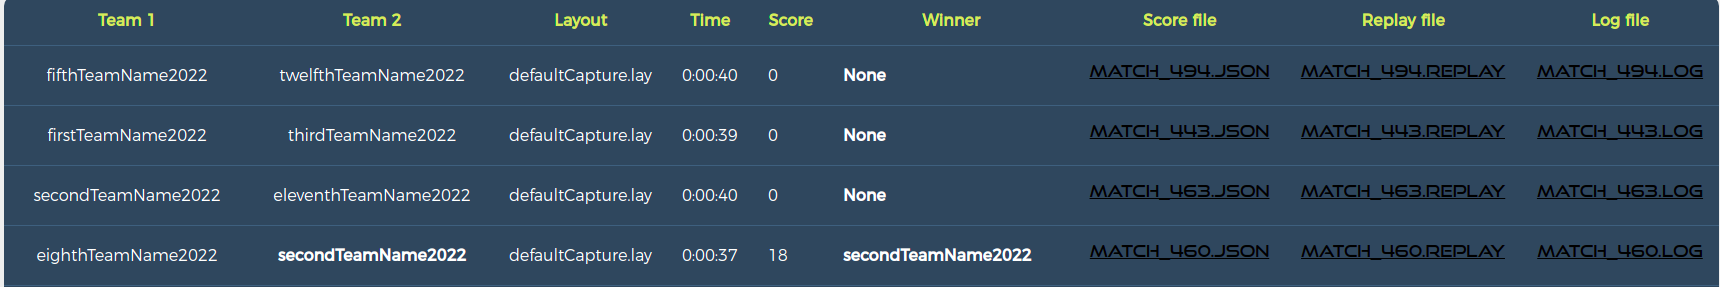 Team 1 Team 2 Layout Time Score Winner Score file Replay file Log file
fifthTeamName2022 twelfthTeamName2022 defaultCapture.lay 0:00:40 0 None MATCH_494.JSON MATCH_494.REPLAY MATCH_494.LOG
firstTeamName2022 thirdTeamName2022 defaultCapture.lay 0:00:39 0 None MATCH_443.JSON MATCH_443.REPLAY MATCH_443.LOG
secondTeamName2022 eleventhTeamName2022 defaultCapture.lay 0:00:40 0 None MATCH_463.JSON MATCH_463.REPLAY MATCH_463.LOG
eighthTeamName2022 secondTeamName2022 defaultCapture.lay 0:00:37 18 secondTeamName2022 MATCH_460.JSON MATCH_460.REPLAY MATCH_460.LOG